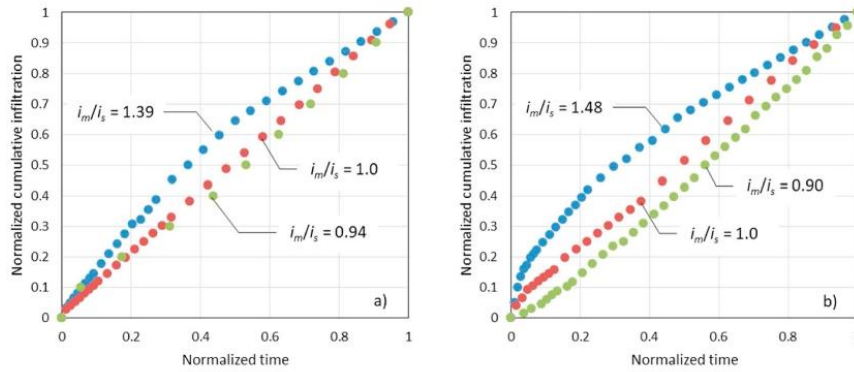 1
0.9
0.8
0.7
0.6
0.5
0.4
0.3
0.2
0.1
0
Normalized cumulative infiltration
i_m/i_s = 1.39
i_m/i_s = 1.0
i_m/i_s = 0.94
a)
0 0.2 0.4 0.6 0.8 1
Normalized time
1
0.9
0.8
0.7
0.6
0.5
0.4
0.3
0.2
0.1
0
Normalized cumulative infiltration
i_m/i_s = 1.48
i_m/i_s = 0.90
i_m/i_s = 1.0
b)
0 0.2 0.4 0.6 0.8
Normalized time